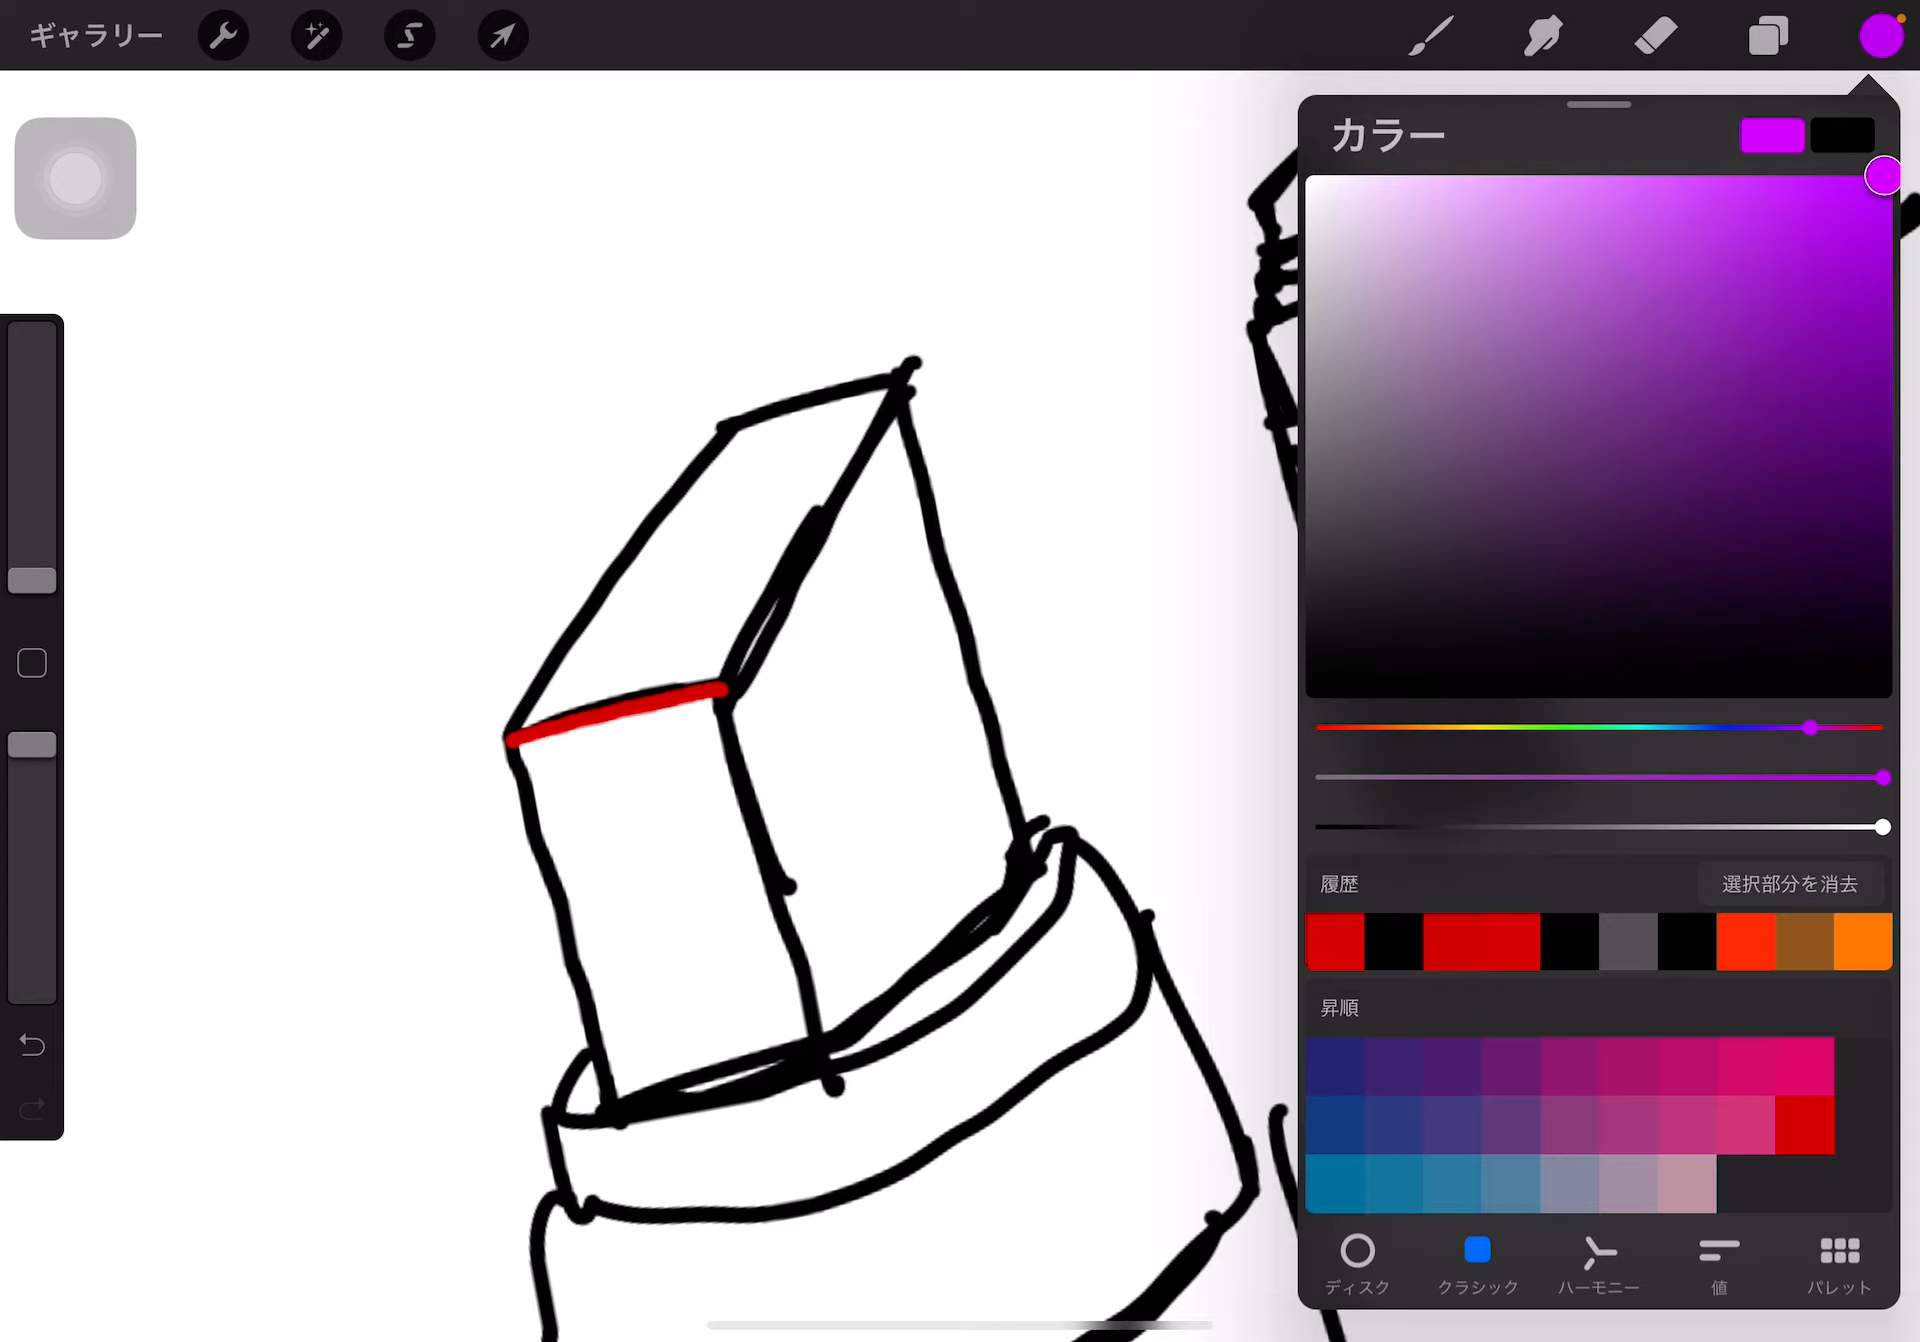 ギャラリー
カラー
履歴
選択部分を消去
昇順
ディスク
クラシック
ハーモニー
値
パレット